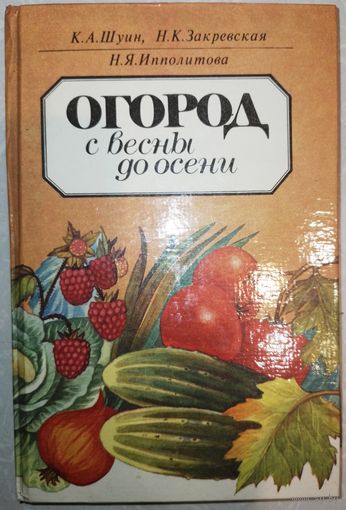 К.А.Шуин, Н.К.Закревская
Н.Я.Ипполитова
ОГОРОД
с весны
до осени